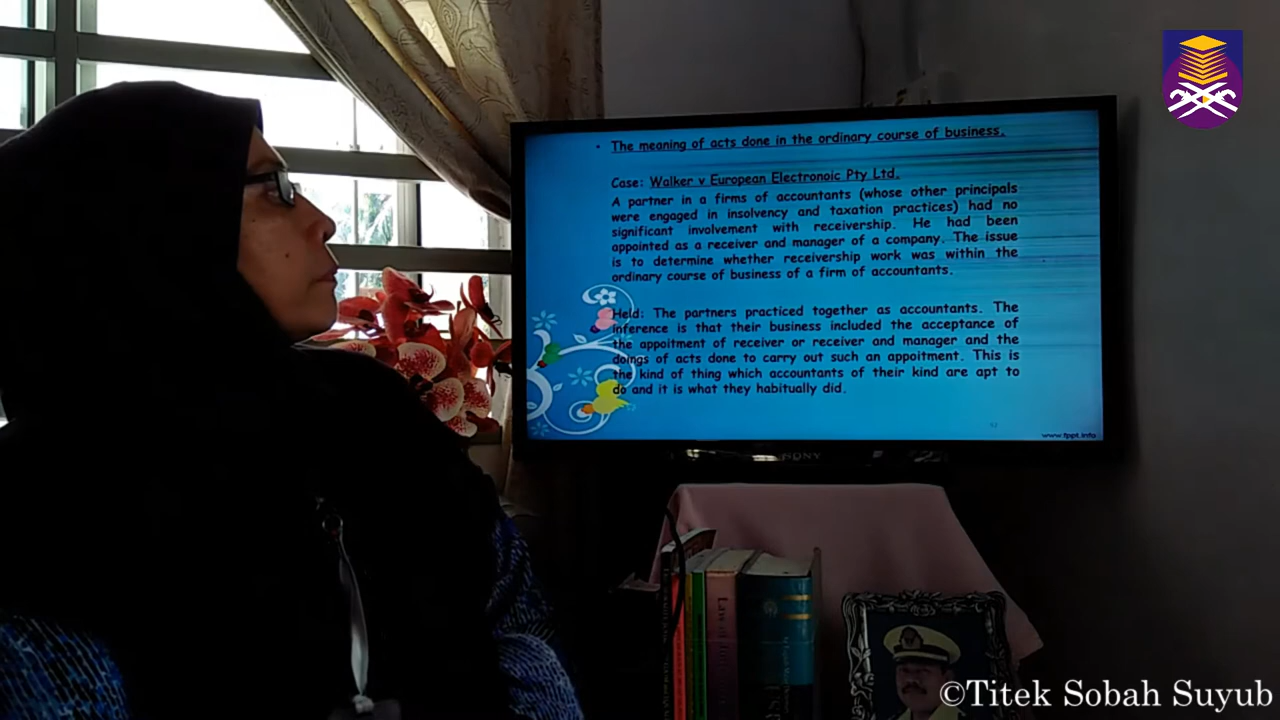 • The meaning of acts done in the ordinary course of business.
Case: Walker v European Electronoic Pty Ltd.
A partner in a firms of accountants (whose other principals
were engaged in insolvency and taxation practices) had no
significant involvement with receivership. He had been
appointed as a receiver and manager of a company. The issue
is to determine whether receivership work was within the
ordinary course of business of a firm of accountants.
Held: The partners practiced together as accountants. The
inference is that their business included the acceptance of
the appoitment of receiver or receiver and manager and the
doings of acts done to carry out such an appoitment. This is
the kind of thing which accountants of their kind are apt to
do and it is what they habitually did.
52
www.fppt.info
SONY
Law of
©Titek Sobah Suyub